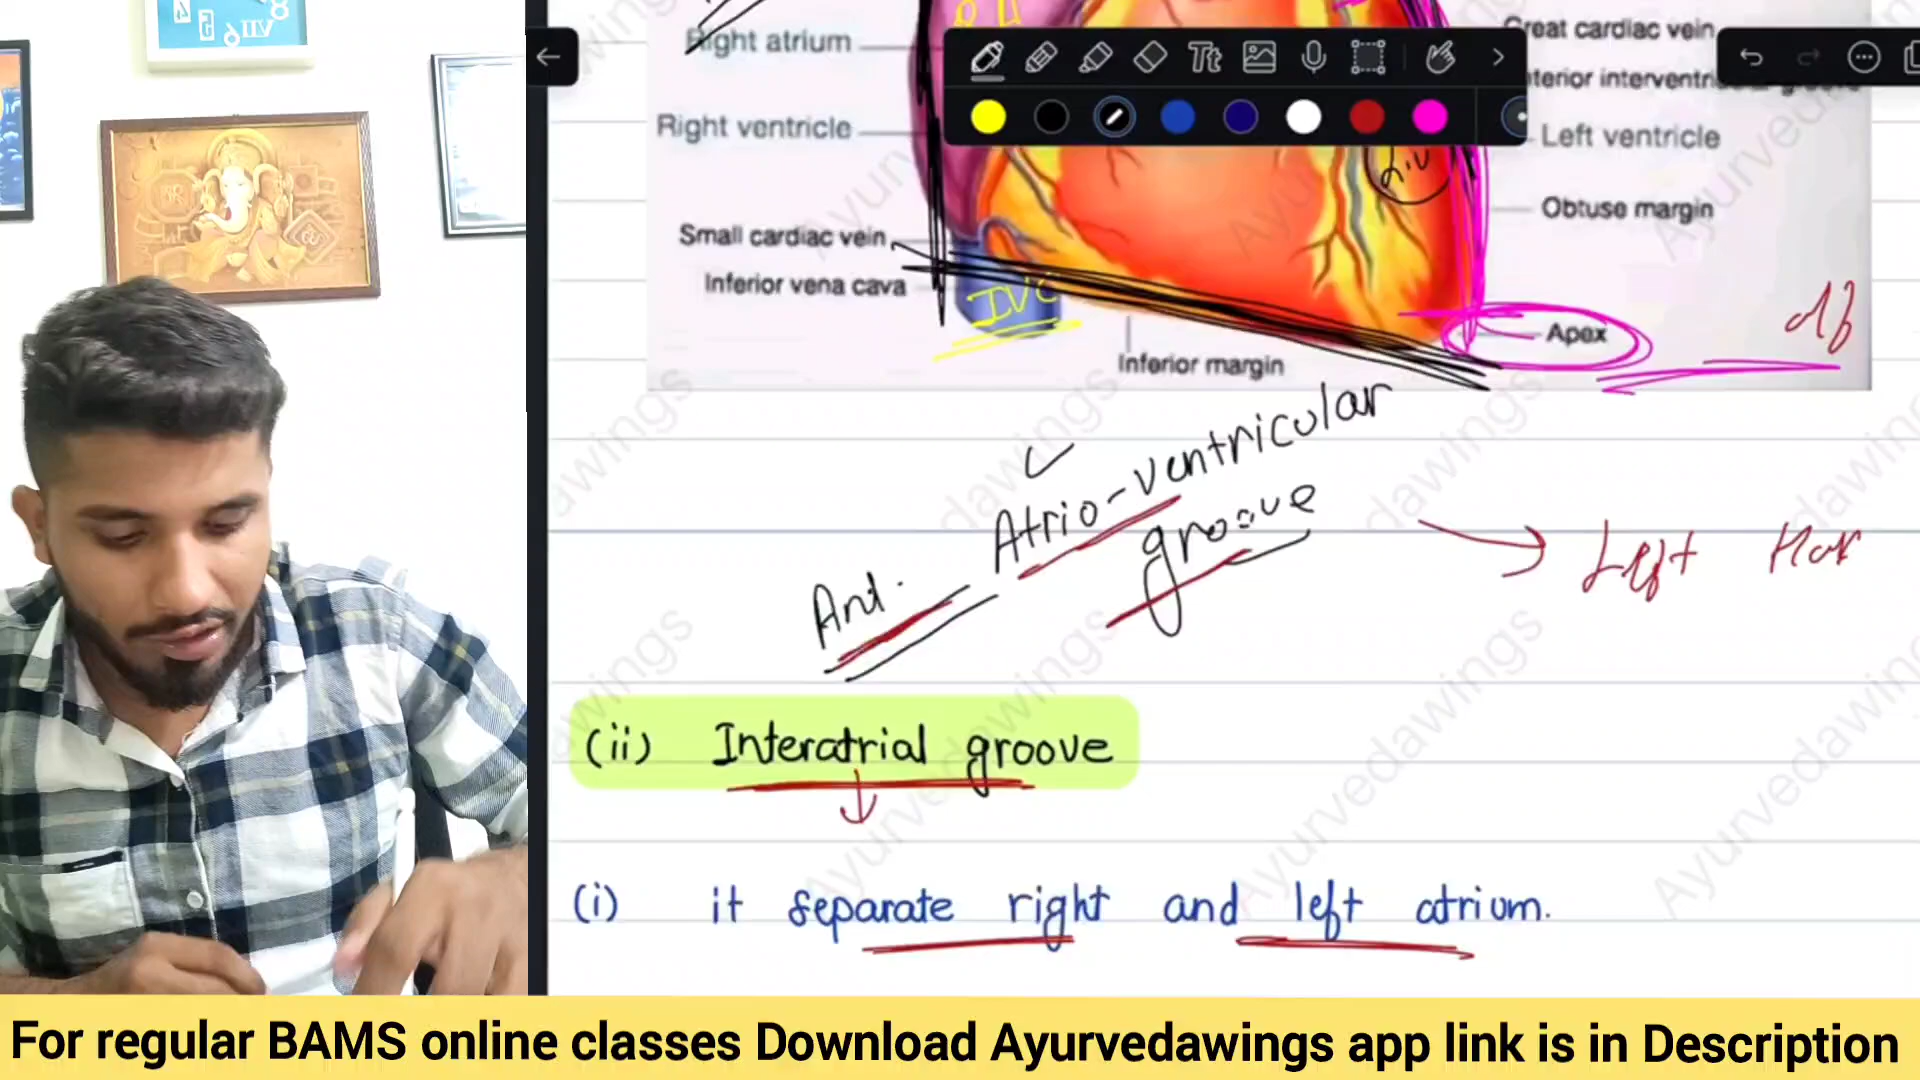 Right atrium
Right ventricle
Small cardiac vein
Inferior vena cava
IVC
Inferior margin
Great cardiac vein
Left ventricle
Obtuse margin
Apex
Tt
Ant. Atrio-ventricular
groove
Left
(ii) Interatrial groove
(i) it separate right and left atrium.
Ayurvedawings
For regular BAMS online classes Download Ayurvedawings app link is in Description